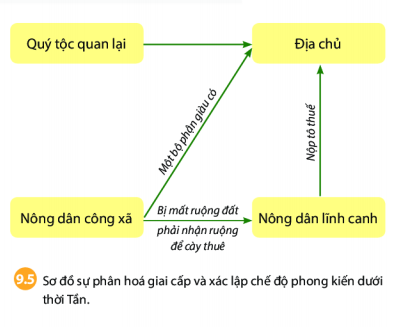 Quý tộc quan lại
Địa chủ
Một bộ phận giàu có
Nộp tô thuế
Nông dân công xã
Bị mất ruộng đất
phải nhận ruộng
để cày thuê
Nông dân lĩnh canh
9.5 Sơ đồ sự phân hoá giai cấp và xác lập chế độ phong kiến dưới
thời Tần.